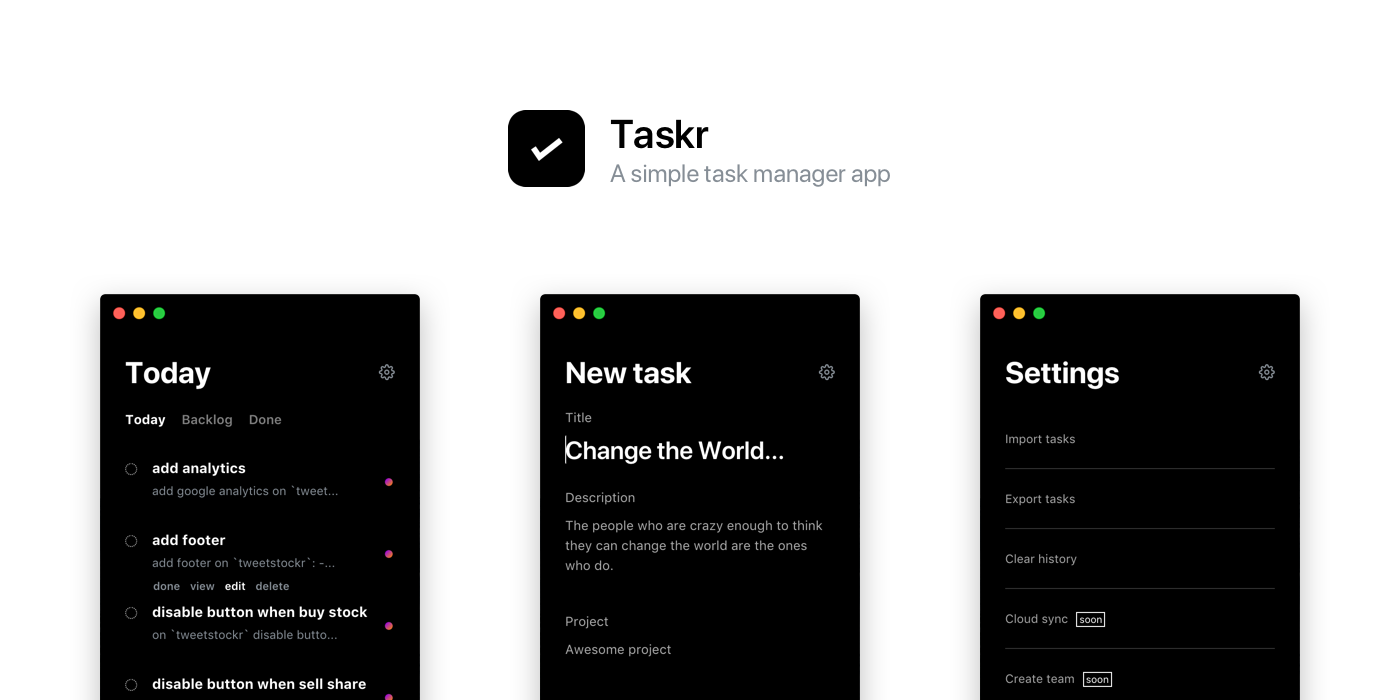 Taskr
A simple task manager app
Today
Today Backlog Done
add analytics
add google analytics on `tweet...
add footer
add footer on `tweetstockr`: -...
done view edit delete
disable button when buy stock
on `tweetstockr` disable butto...
disable button when sell share
New task
Title
Change the World...
Description
The people who are crazy enough to think
they can change the world are the ones
who do.
Project
Awesome project
Settings
Import tasks
Export tasks
Clear history
Cloud sync soon
Create team soon